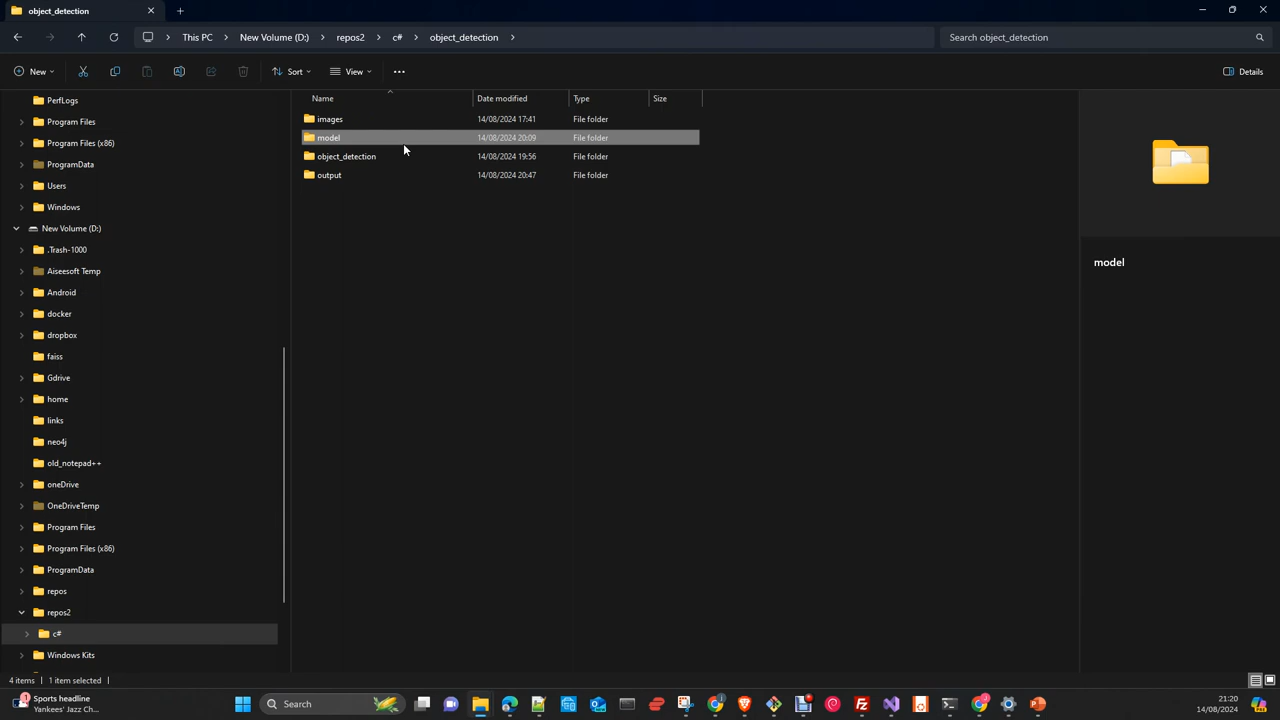 object_detection
This PC > New Volume (D:) > repos2 > c# > object_detection >
Search object_detection
New
Sort
View
Details
PerfLogs
Program Files
Program Files (x86)
ProgramData
Users
Windows
New Volume (D:)
.Trash-1000
Aiseesoft Temp
Android
docker
dropbox
faiss
Gdrive
home
links
neo4j
old_notepad++
oneDrive
OneDriveTemp
Program Files
Program Files (x86)
ProgramData
repos
repos2
c#
Windows Kits
Name Date modified Type Size
images 14/08/2024 17:41 File folder
model 14/08/2024 20:09 File folder
object_detection 14/08/2024 19:56 File folder
output 14/08/2024 20:47 File folder
model
4 items 1 item selected
1
Sports headline
Yankees' Jazz Ch...
Search
21:20
14/08/2024